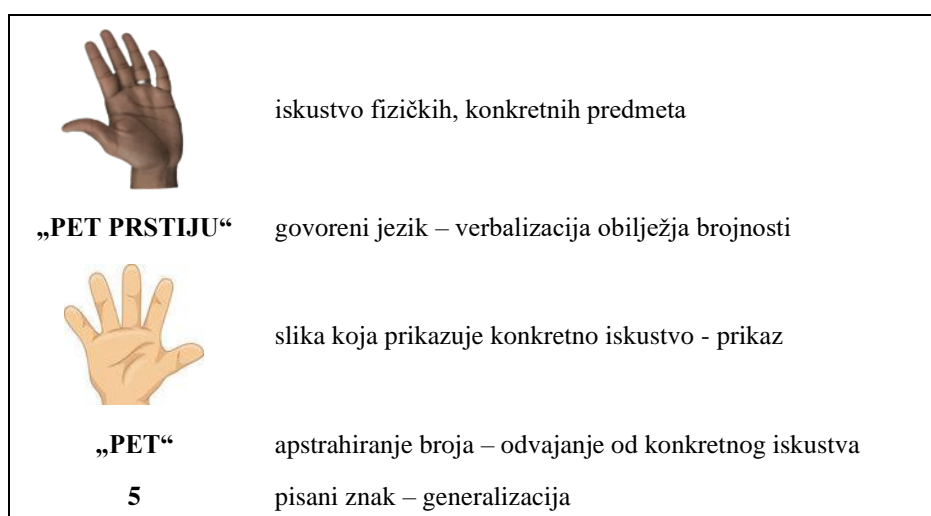 iskustvo fizičkih, konkretnih predmeta
„PET PRSTIJU“ govoreni jezik – verbalizacija obilježja brojnosti
slika koja prikazuje konkretno iskustvo - prikaz
„PET“ apstrahiranje broja – odvajanje od konkretnog iskustva
5 pisani znak – generalizacija